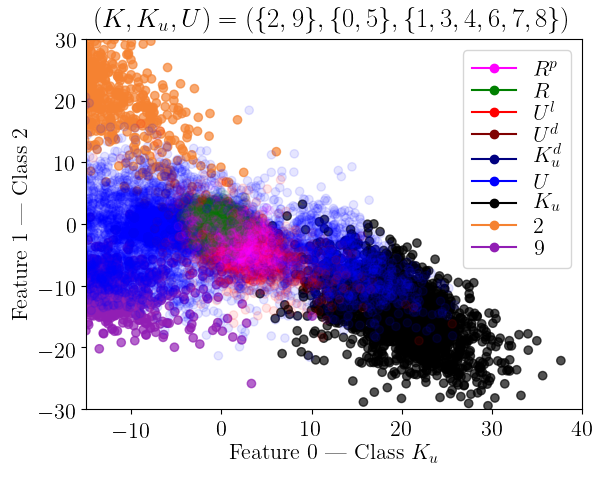 (K, K_u, U) = ({2, 9}, {0, 5}, {1, 3, 4, 6, 7, 8})
30
20
10
0
−10
−20
−30
Feature 1 — Class 2
R^p
R
U^l
U^d
K_u^d
U
K_u
2
9
−10
0
10
20
30
40
Feature 0 — Class K_u